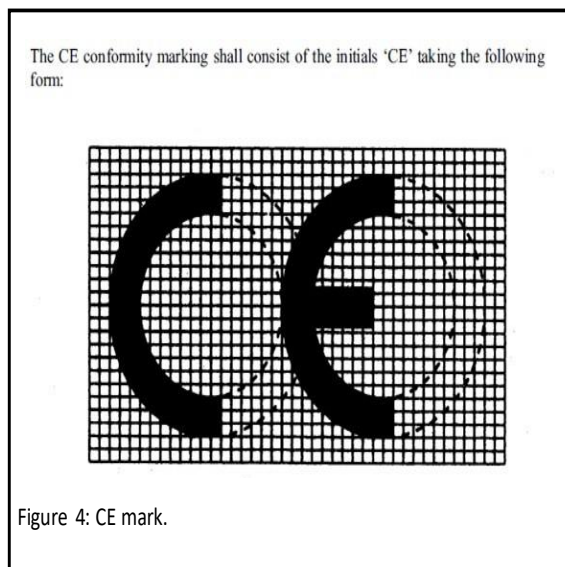 The CE conformity marking shall consist of the initials ‘CE’ taking the following
form:
CE
Figure 4: CE mark.